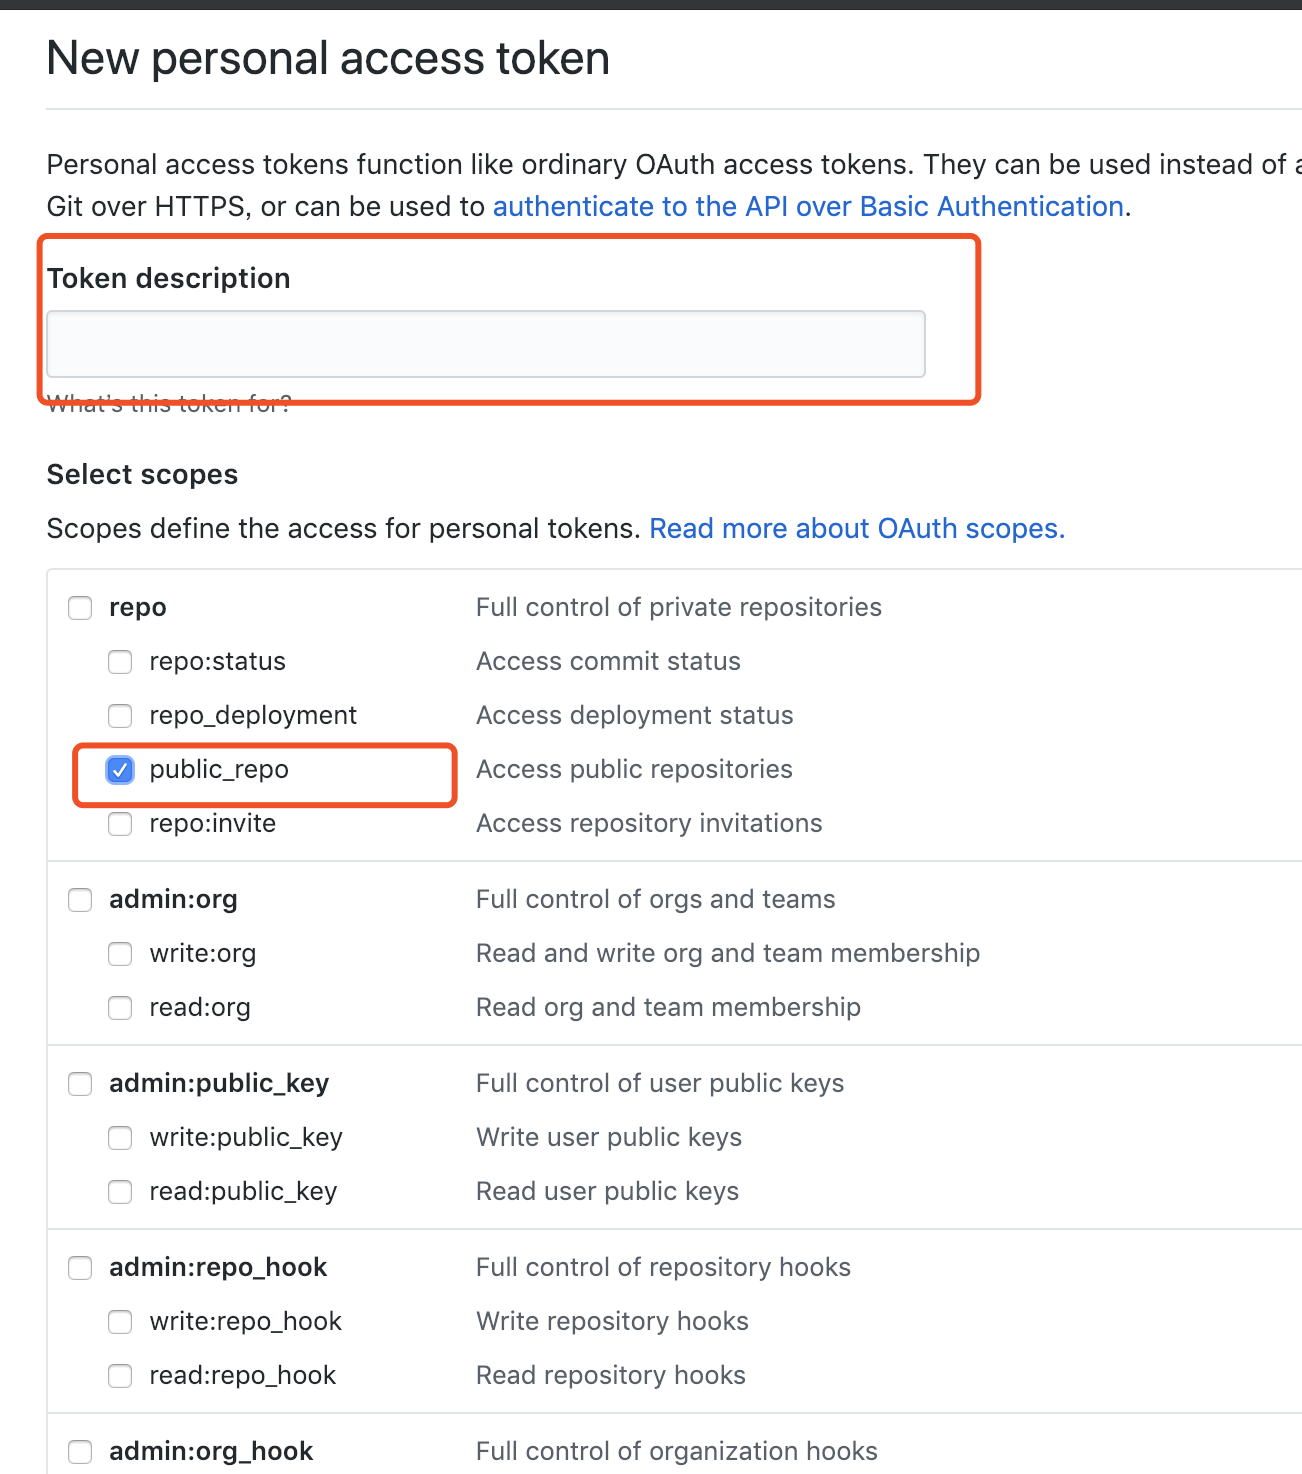 New personal access token
Personal access tokens function like ordinary OAuth access tokens. They can be used instead of a
Git over HTTPS, or can be used to authenticate to the API over Basic Authentication.
Token description
What's this token for?
Select scopes
Scopes define the access for personal tokens. Read more about OAuth scopes.
repo Full control of private repositories
repo:status Access commit status
repo_deployment Access deployment status
public_repo Access public repositories
repo:invite Access repository invitations
admin:org Full control of orgs and teams
write:org Read and write org and team membership
read:org Read org and team membership
admin:public_key Full control of user public keys
write:public_key Write user public keys
read:public_key Read user public keys
admin:repo_hook Full control of repository hooks
write:repo_hook Write repository hooks
read:repo_hook Read repository hooks
admin:org_hook Full control of organization hooks